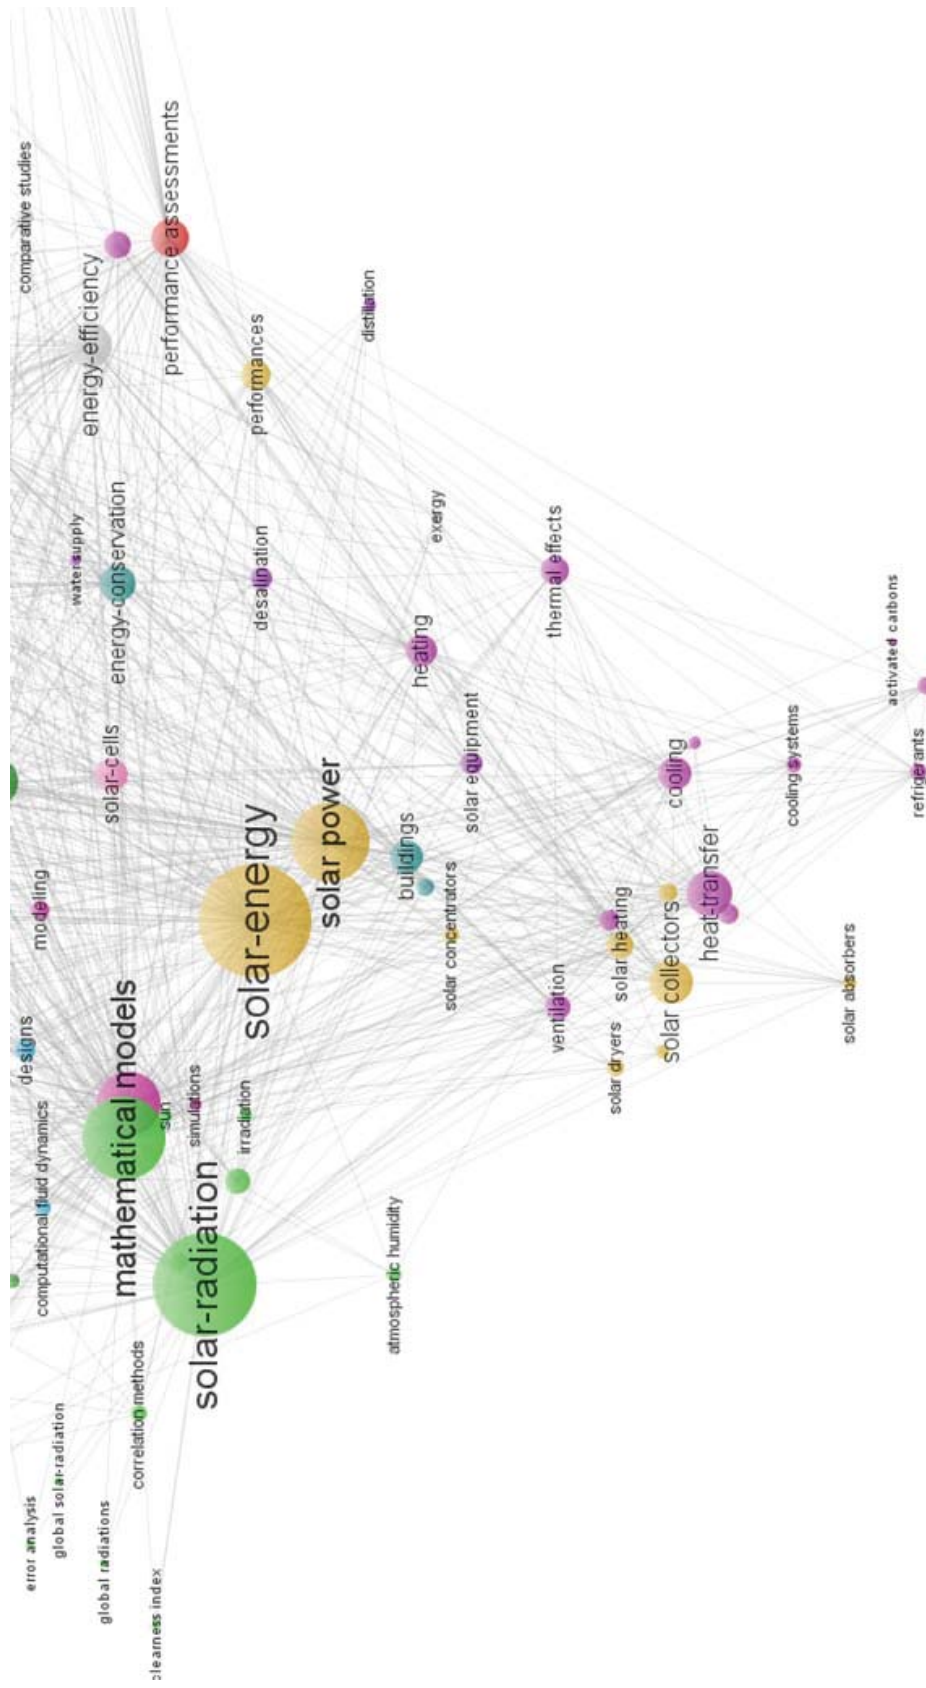 comparative studies
energy-efficiency
performance assessments
performances
distillation
water supply
energy-conservation
desalination
exergy
thermal effects
heating
activated carbons
solar-cells
solar equipment
cooling
cooling systems
refrigerants
modeling
solar-energy
solar power
buildings
solar concentrators
heat-transfer
solar heating
solar collectors
solar absorbers
ventilation
solar dryers
designs
mathematical models
sun
simulations
irradiation
computational fluid dynamics
solar-radiation
atmospheric humidity
correlation methods
global solar-radiation
error analysis
global radiations
clearness index